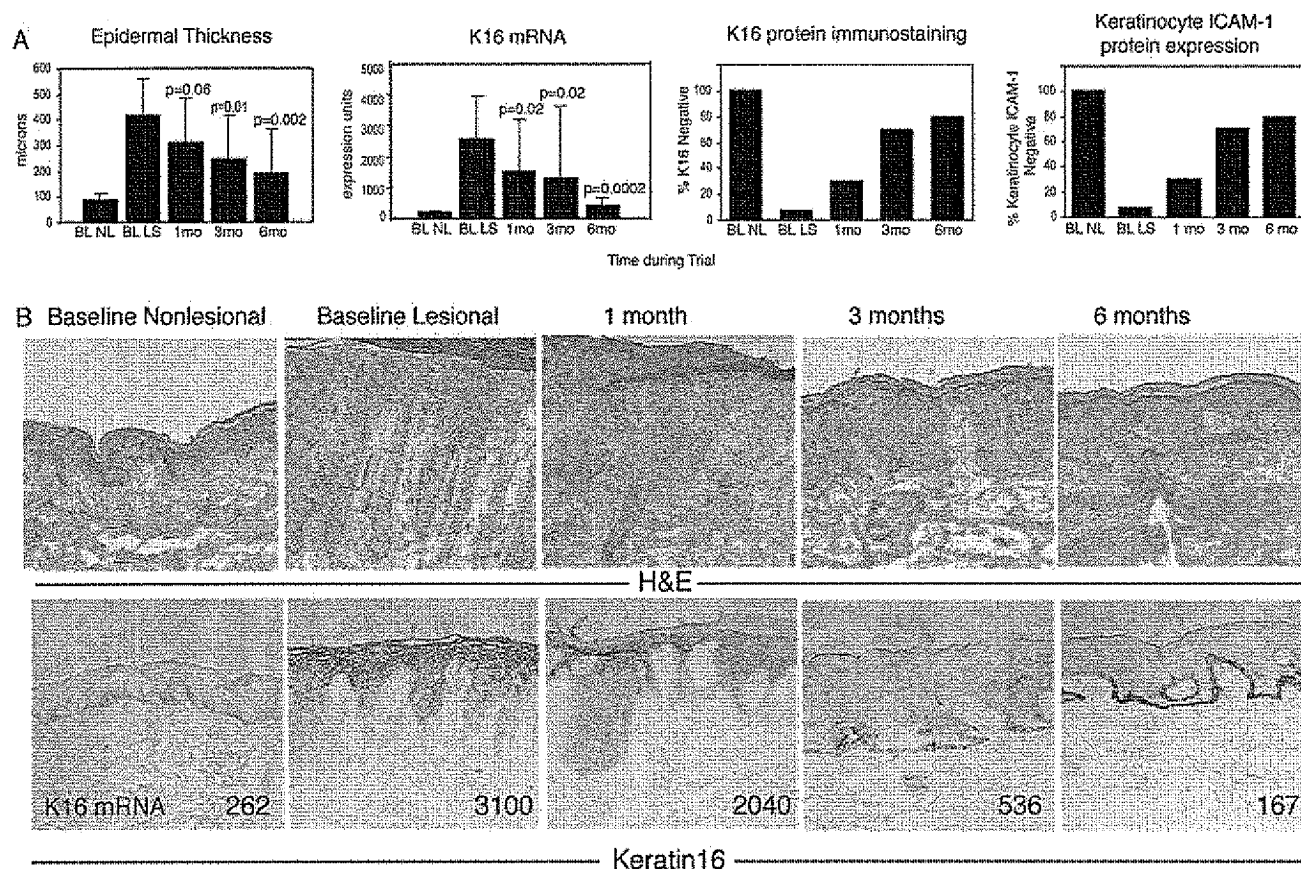 A
Epidermal Thickness
microns
600
500
400
300
200
100
0
p=0.06
p=0.01
p=0.002
BL NL BL LS 1mo 3mo 6mo
K16 mRNA
expression units
5000
4000
3000
2000
1000
0
p=0.02
p=0.02
p=0.0002
BL NL BL LS 1mo 3mo 6mo
K16 protein immunostaining
% K16 Negative
100
80
60
40
20
0
BL NL BL LS 1mo 3mo 6mo
Keratinocyte ICAM-1
protein expression
% Keratinocyte ICAM-1
Negative
100
80
60
40
20
0
BL NL BL LS 1 mo 3 mo 6 mo
Time during Trial
B Baseline Nonlesional Baseline Lesional 1 month 3 months 6 months
H&E
K16 mRNA 262 3100 2040 536 167
Keratin16